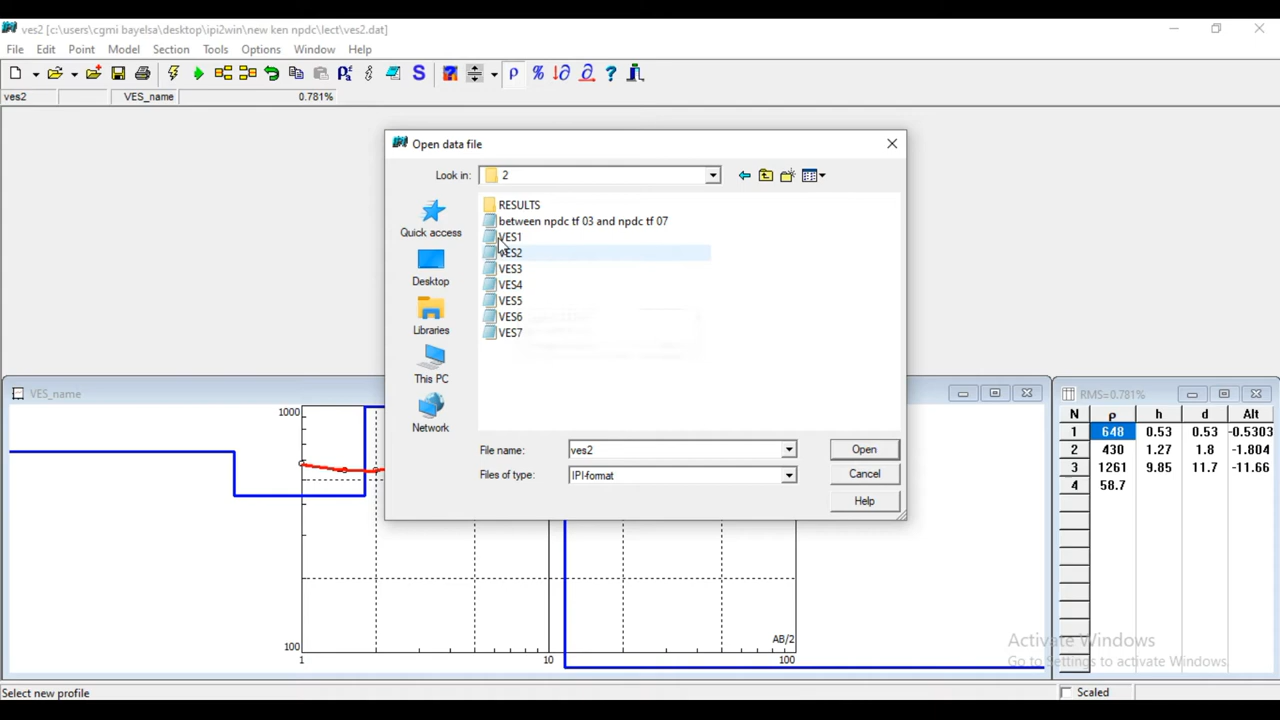 ves2 [c:\users\cgmi bayelsa\desktop\ipi2win\new ken npdc\lect\ves2.dat]
File Edit Point Model Section Tools Options Window Help
ves2 VES_name 0.781%
Open data file
Look in: 2
Quick access
Desktop
Libraries
This PC
Network
RESULTS
between npdc tf 03 and npdc tf 07
VES1
VES2
VES3
VES4
VES5
VES6
VES7
File name: ves2 Open
Files of type: IPI-format Cancel
Help
VES_name
1000
100
1 10 100
AB/2
RMS=0.781%
N ρ h d Alt
1 648 0.53 0.53 -0.5303
2 430 1.27 1.8 -1.804
3 1261 9.85 11.7 -11.66
4 58.7
Activate Windows
Go to Settings to activate Windows.
Select new profile
Scaled